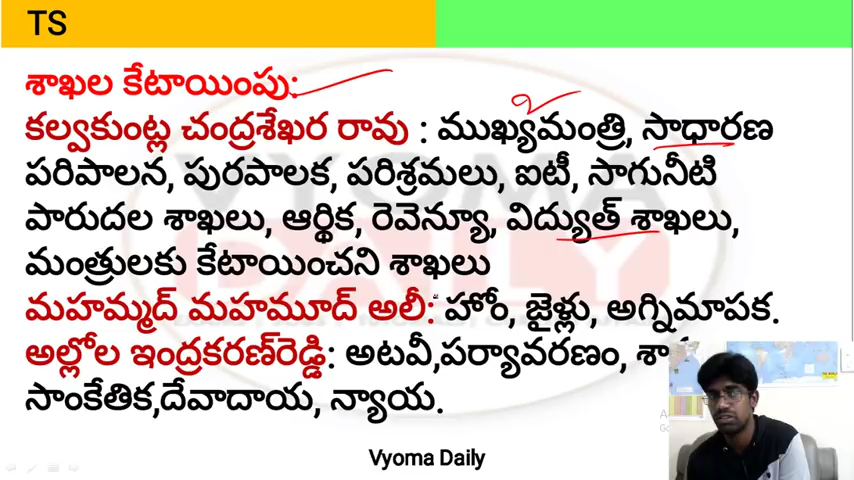 TS
శాఖల కేటాయింపు:
కల్వకుంట్ల చంద్రశేఖర రావు : ముఖ్యమంత్రి, సాధారణ
పరిపాలన, పురపాలక, పరిశ్రమలు, ఐటీ, సాగునీటి
పారుదల శాఖలు, ఆర్థిక, రెవెన్యూ, విద్యుత్ శాఖలు,
మంత్రులకు కేటాయించని శాఖలు
మహమ్మద్ మహమూద్ అలీ: హోం, జైళ్లు, అగ్నిమాపక.
అల్లోల ఇంద్రకరణ్‌రెడ్డి: అటవీ,పర్యావరణం,
సాంకేతిక,దేవాదాయ, న్యాయ.
Vyoma Daily